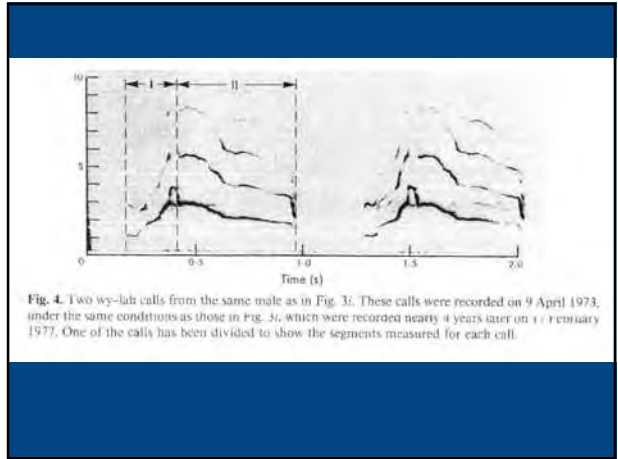 10
I II
5
0 0·5 1·0 1·5 2·0
Time (s)
Fig. 4. Two wy-lah calls from the same male as in Fig. 3i. These calls were recorded on 9 April 1973,
under the same conditions as those in Fig. 3i, which were recorded nearly 4 years later on February
1977. One of the calls has been divided to show the segments measured for each call.